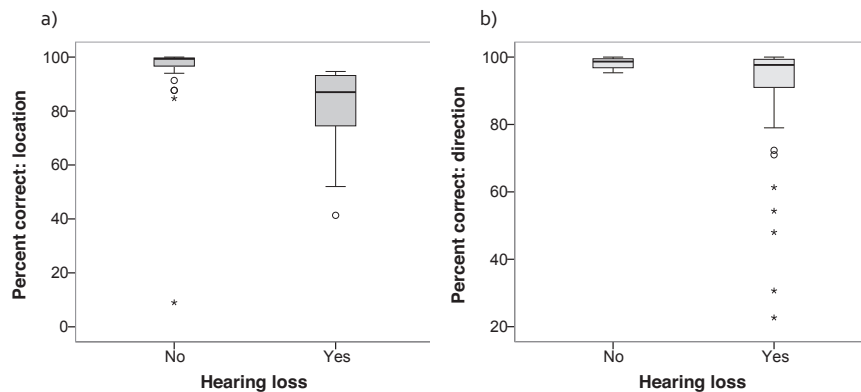 a)
Percent correct: location
100
80
60
40
20
0
No
Yes
Hearing loss
b)
Percent correct: direction
100
80
60
40
20
No
Yes
Hearing loss